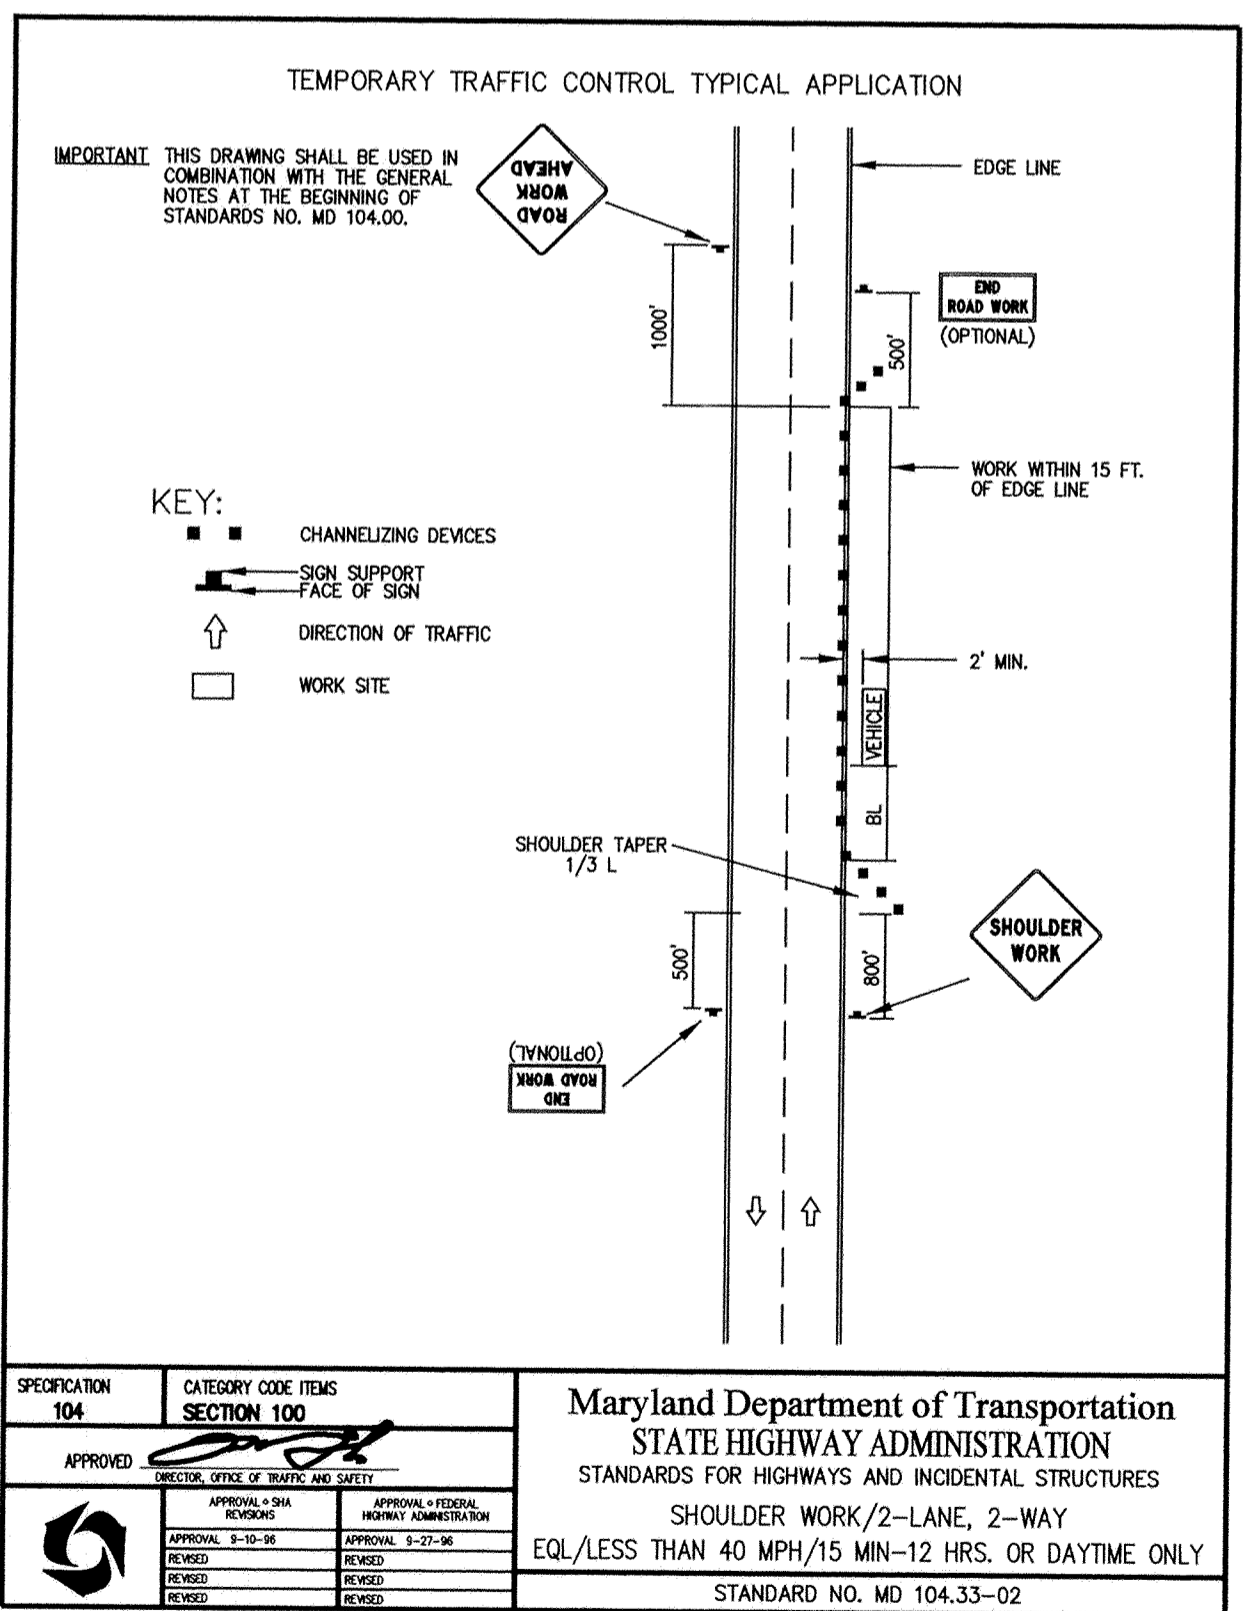 TEMPORARY TRAFFIC CONTROL TYPICAL APPLICATION
IMPORTANT THIS DRAWING SHALL BE USED IN
COMBINATION WITH THE GENERAL
NOTES AT THE BEGINNING OF
STANDARDS NO. MD 104.00.
ROAD
WORK
AHEAD
EDGE LINE
END
ROAD WORK
(OPTIONAL)
1000'
500'
WORK WITHIN 15 FT.
OF EDGE LINE
KEY:
CHANNELIZING DEVICES
SIGN SUPPORT
FACE OF SIGN
DIRECTION OF TRAFFIC
WORK SITE
2' MIN.
VEHICLE
BL
SHOULDER TAPER
1/3 L
SHOULDER
WORK
500'
800'
END
ROAD WORK
(OPTIONAL)
SPECIFICATION
104
CATEGORY CODE ITEMS
SECTION 100
APPROVED
DIRECTOR, OFFICE OF TRAFFIC AND SAFETY
APPROVAL ◦ SHA
REVISIONS
APPROVAL ◦ FEDERAL
HIGHWAY ADMINISTRATION
APPROVAL 9-10-96
APPROVAL 9-27-96
REVISED
REVISED
REVISED
REVISED
REVISED
REVISED
Maryland Department of Transportation
STATE HIGHWAY ADMINISTRATION
STANDARDS FOR HIGHWAYS AND INCIDENTAL STRUCTURES
SHOULDER WORK/2-LANE, 2-WAY
EQL/LESS THAN 40 MPH/15 MIN-12 HRS. OR DAYTIME ONLY
STANDARD NO. MD 104.33-02